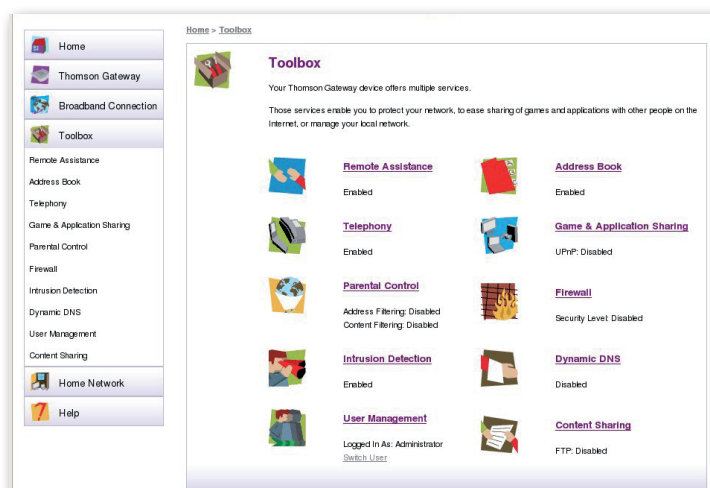 Home
Thomson Gateway
Broadband Connection
Toolbox
Remote Assistance
Address Book
Telephony
Game & Application Sharing
Parental Control
Firewall
Intrusion Detection
Dynamic DNS
User Management
Content Sharing
Home Network
Help
Home > Toolbox
Toolbox
Your Thomson Gateway device offers multiple services.
Those services enable you to protect your network, to ease sharing of games and applications with other people on the
Internet, or manage your local network.
Remote Assistance
Enabled
Address Book
Enabled
Telephony
Enabled
Game & Application Sharing
UPnP: Disabled
Parental Control
Address Filtering: Disabled
Content Filtering: Disabled
Firewall
Security Level: Disabled
Intrusion Detection
Enabled
Dynamic DNS
Disabled
User Management
Logged In As: Administrator
Switch User
Content Sharing
FTP: Disabled